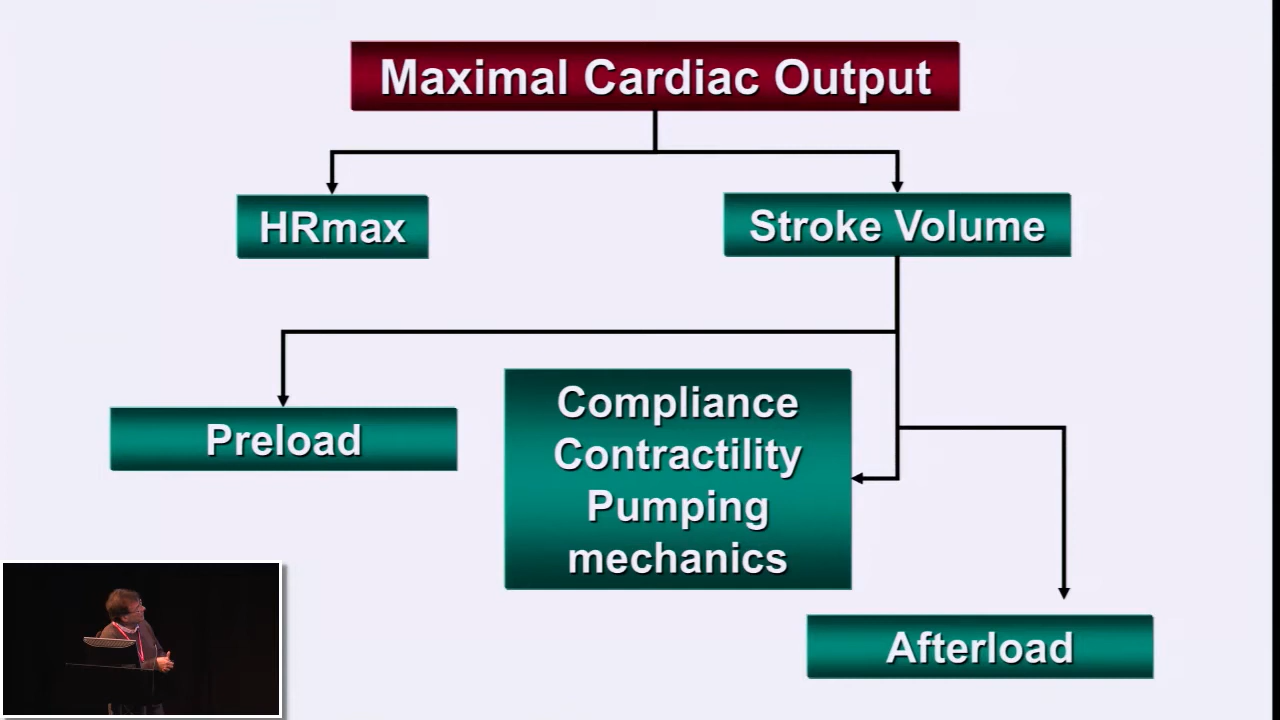 Maximal Cardiac Output
HRmax
Stroke Volume
Preload
Compliance
Contractility
Pumping
mechanics
Afterload